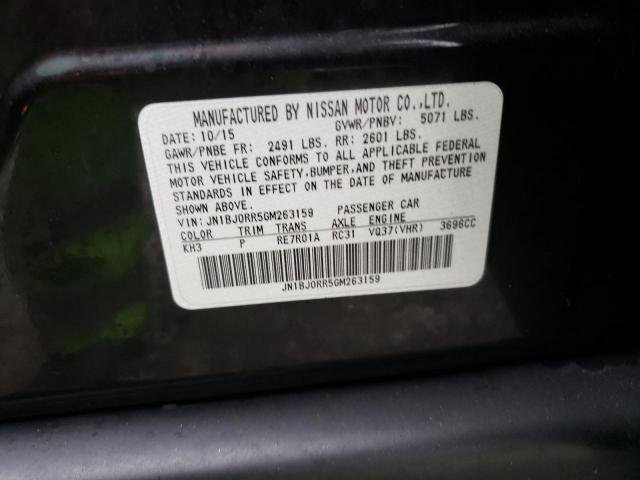 MANUFACTURED BY NISSAN MOTOR CO.,LTD.
DATE: 10/15 GVWR/PNBV: 5071 LBS.
GAWR/PNBE FR: 2491 LBS. RR: 2601 LBS.
THIS VEHICLE CONFORMS TO ALL APPLICABLE FEDERAL
MOTOR VEHICLE SAFETY,BUMPER,AND THEFT PREVENTION
STANDARDS IN EFFECT ON THE DATE OF MANUFACTURE
SHOWN ABOVE.
VIN: JN1BJ0RR5GM263159 PASSENGER CAR
COLOR TRIM TRANS AXLE ENGINE
KH3 P RE7R01A RC31 VQ37(VHR) 3696CC
JN1BJ0RR5GM263159